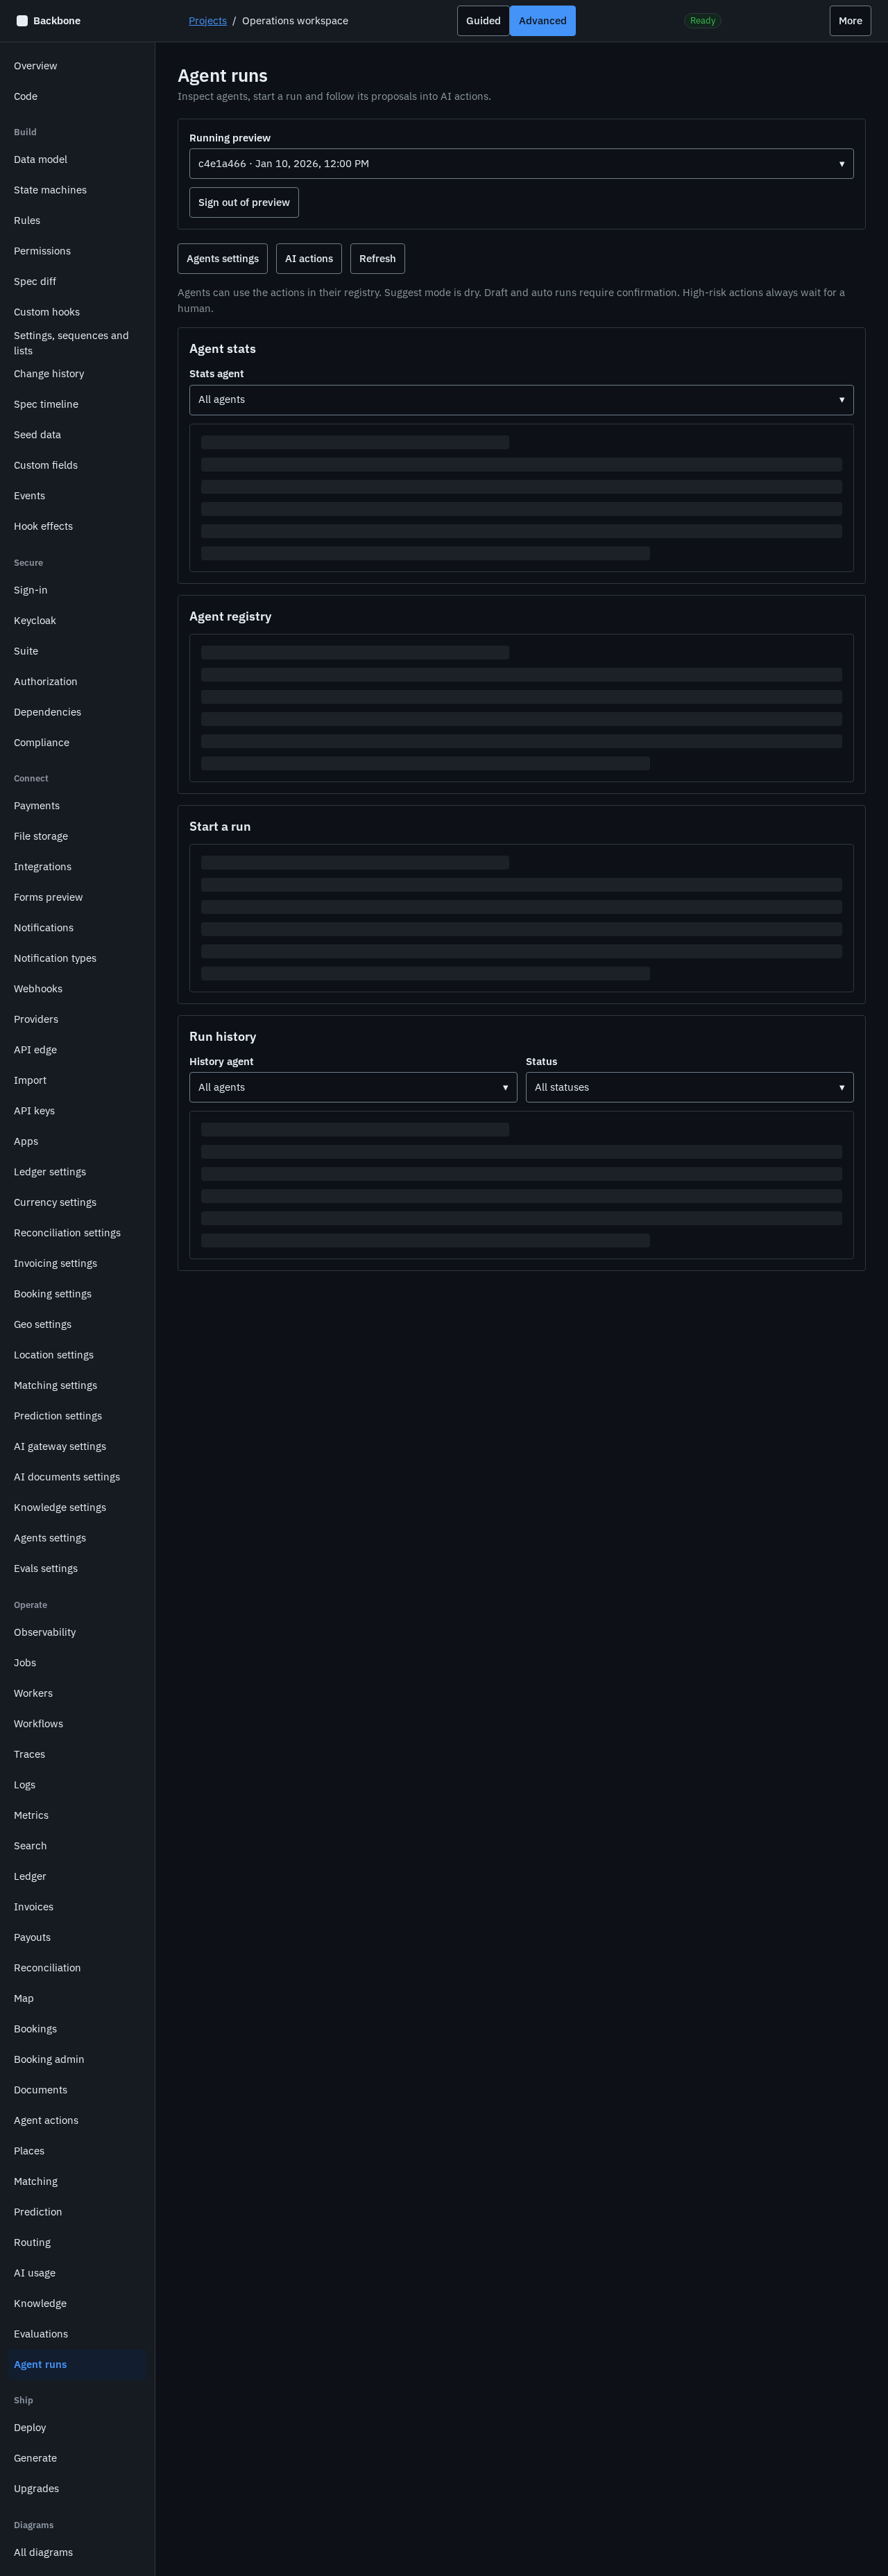 Backbone
Projects / Operations workspace
Guided
Advanced
Ready
More
Overview
Code
Build
Data model
State machines
Rules
Permissions
Spec diff
Custom hooks
Settings, sequences and
lists
Change history
Spec timeline
Seed data
Custom fields
Events
Hook effects
Secure
Sign-in
Keycloak
Suite
Authorization
Dependencies
Compliance
Connect
Payments
File storage
Integrations
Forms preview
Notifications
Notification types
Webhooks
Providers
API edge
Import
API keys
Apps
Ledger settings
Currency settings
Reconciliation settings
Invoicing settings
Booking settings
Geo settings
Location settings
Matching settings
Prediction settings
AI gateway settings
AI documents settings
Knowledge settings
Agents settings
Evals settings
Operate
Observability
Jobs
Workers
Workflows
Traces
Logs
Metrics
Search
Ledger
Invoices
Payouts
Reconciliation
Map
Bookings
Booking admin
Documents
Agent actions
Places
Matching
Prediction
Routing
AI usage
Knowledge
Evaluations
Agent runs
Ship
Deploy
Generate
Upgrades
Diagrams
All diagrams
Agent runs
Inspect agents, start a run and follow its proposals into AI actions.
Running preview
c4e1a466 · Jan 10, 2026, 12:00 PM
Sign out of preview
Agents settings
AI actions
Refresh
Agents can use the actions in their registry. Suggest mode is dry. Draft and auto runs require confirmation. High-risk actions always wait for a
human.
Agent stats
Stats agent
All agents
Agent registry
Start a run
Run history
History agent
Status
All agents
All statuses